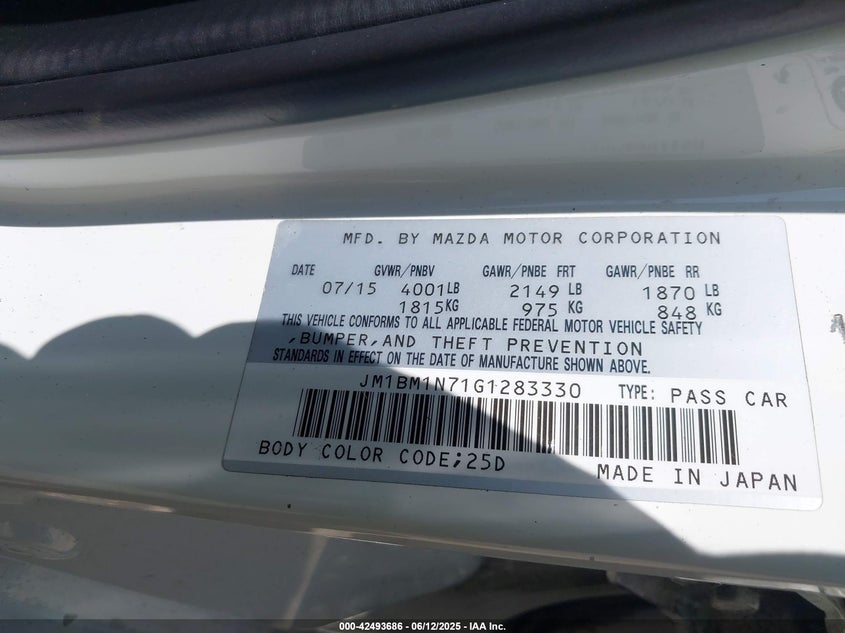 MFD. BY MAZDA MOTOR CORPORATION
DATE GVWR/PNBV GAWR/PNBE FRT GAWR/PNBE RR
07/15 4001LB 2149 LB 1870 LB
1815KG 975 KG 848 KG
THIS VEHICLE CONFORMS TO ALL APPLICABLE FEDERAL MOTOR VEHICLE SAFETY
,BUMPER,AND THEFT PREVENTION
STANDARDS IN EFFECT ON THE DATE OF MANUFACTURE SHOWN ABOVE.
JM1BM1N71G1283330 TYPE: PASS CAR
BODY COLOR CODE;25D
MADE IN JAPAN
000-42493686 - 06/12/2025 - IAA Inc.